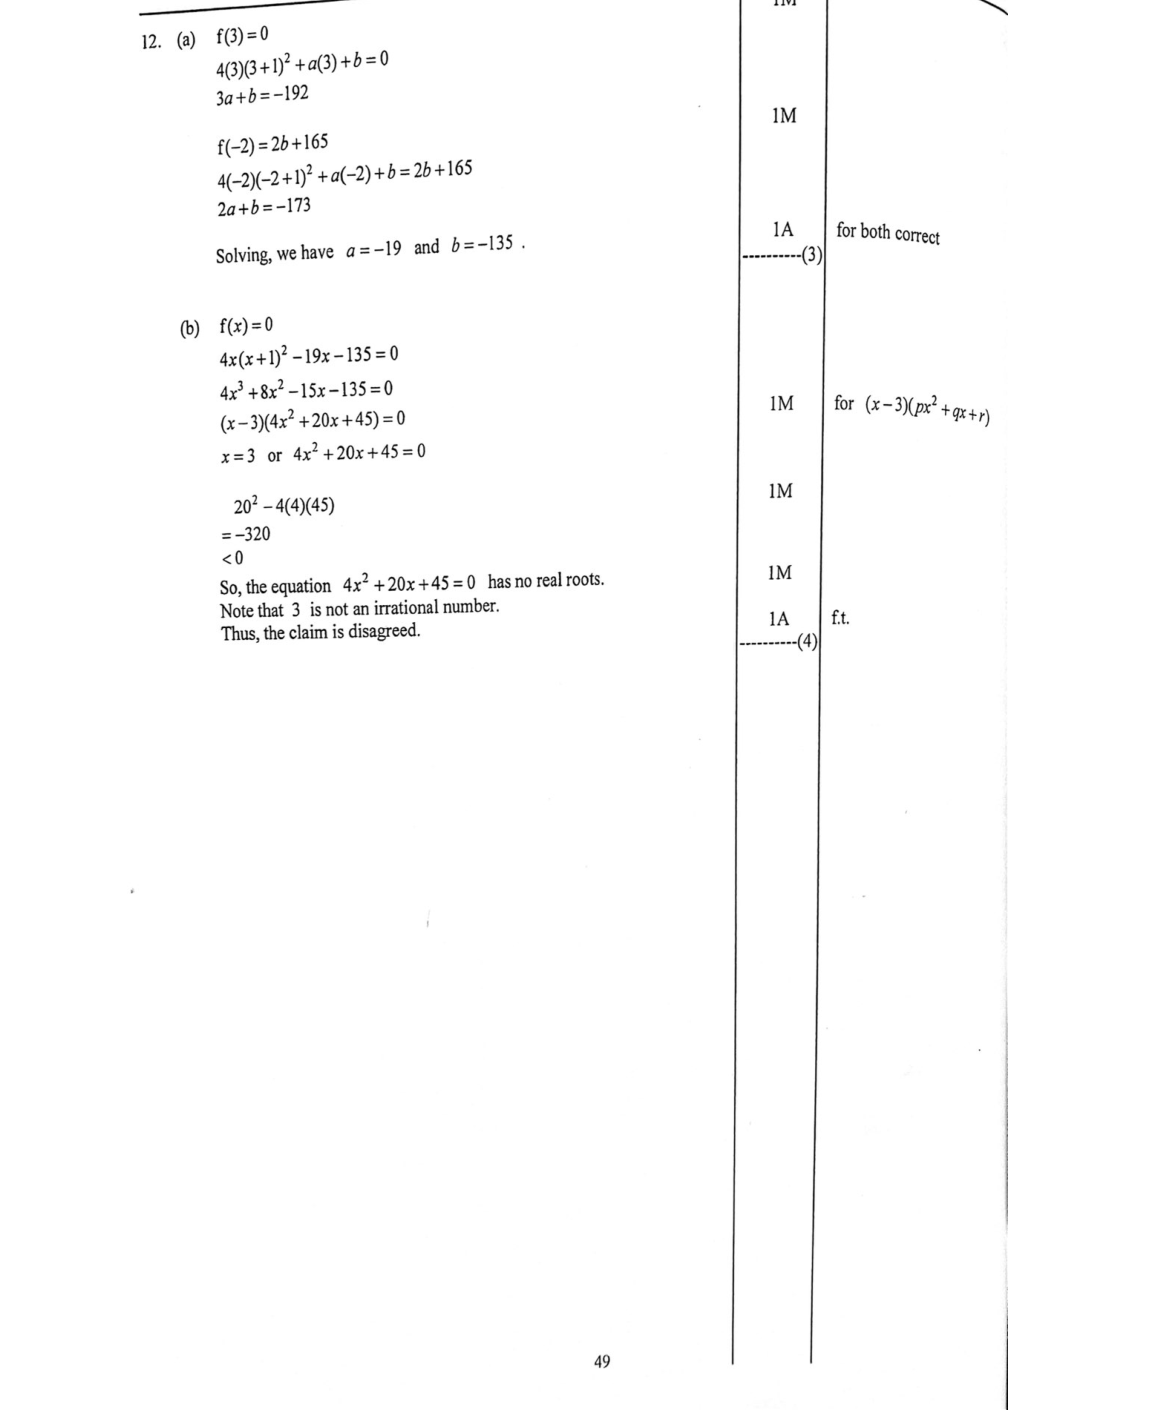 1M
12. (a) f(3) = 0
4(3)(3+1)² + a(3) + b = 0
3a + b = −192
1M
f(−2) = 2b + 165
4(−2)(−2+1)² + a(−2) + b = 2b + 165
2a + b = −173
Solving, we have a = −19 and b = −135 .
1A for both correct
----------(3)
(b) f(x) = 0
4x(x+1)² − 19x − 135 = 0
4x³ + 8x² − 15x − 135 = 0
(x−3)(4x² + 20x + 45) = 0
1M for (x−3)(px² + qx + r)
x = 3 or 4x² + 20x + 45 = 0
20² − 4(4)(45)
1M
= −320
< 0
So, the equation 4x² + 20x + 45 = 0 has no real roots.
1M
Note that 3 is not an irrational number.
Thus, the claim is disagreed.
1A f.t.
----------(4)
49